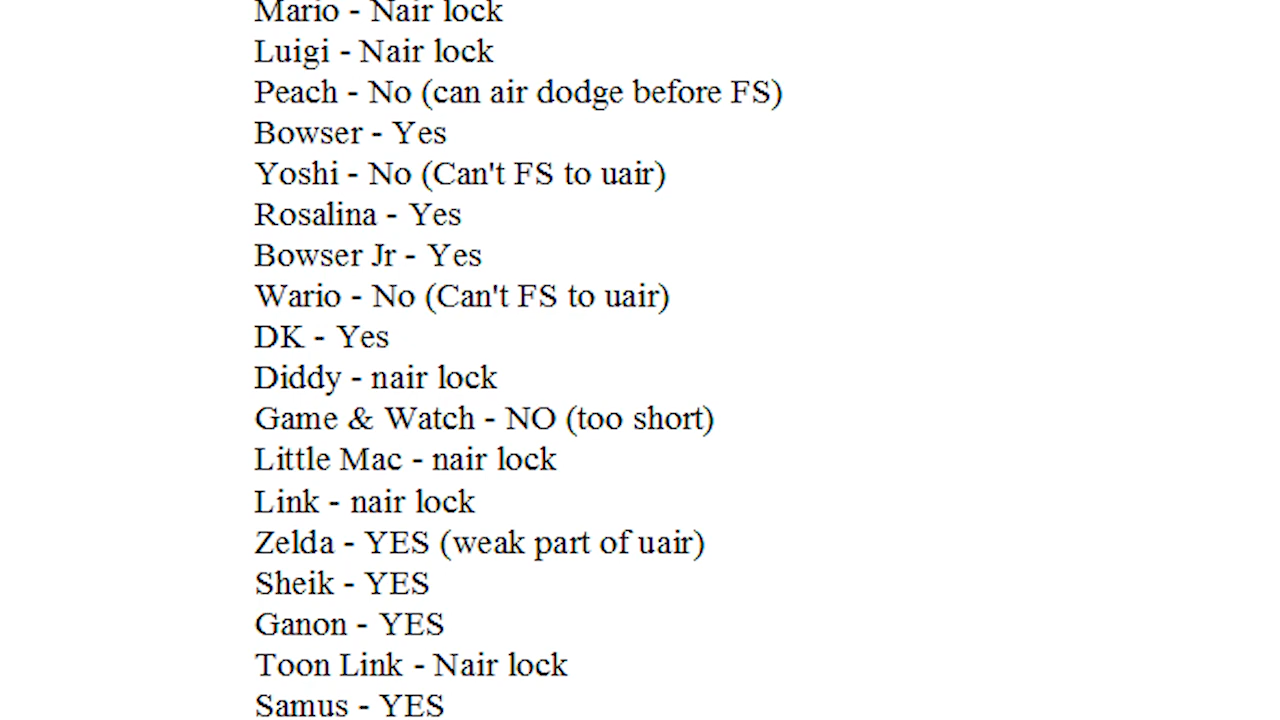 Mario - Nair lock
Luigi - Nair lock
Peach - No (can air dodge before FS)
Bowser - Yes
Yoshi - No (Can't FS to uair)
Rosalina - Yes
Bowser Jr - Yes
Wario - No (Can't FS to uair)
DK - Yes
Diddy - nair lock
Game & Watch - NO (too short)
Little Mac - nair lock
Link - nair lock
Zelda - YES (weak part of uair)
Sheik - YES
Ganon - YES
Toon Link - Nair lock
Samus - YES